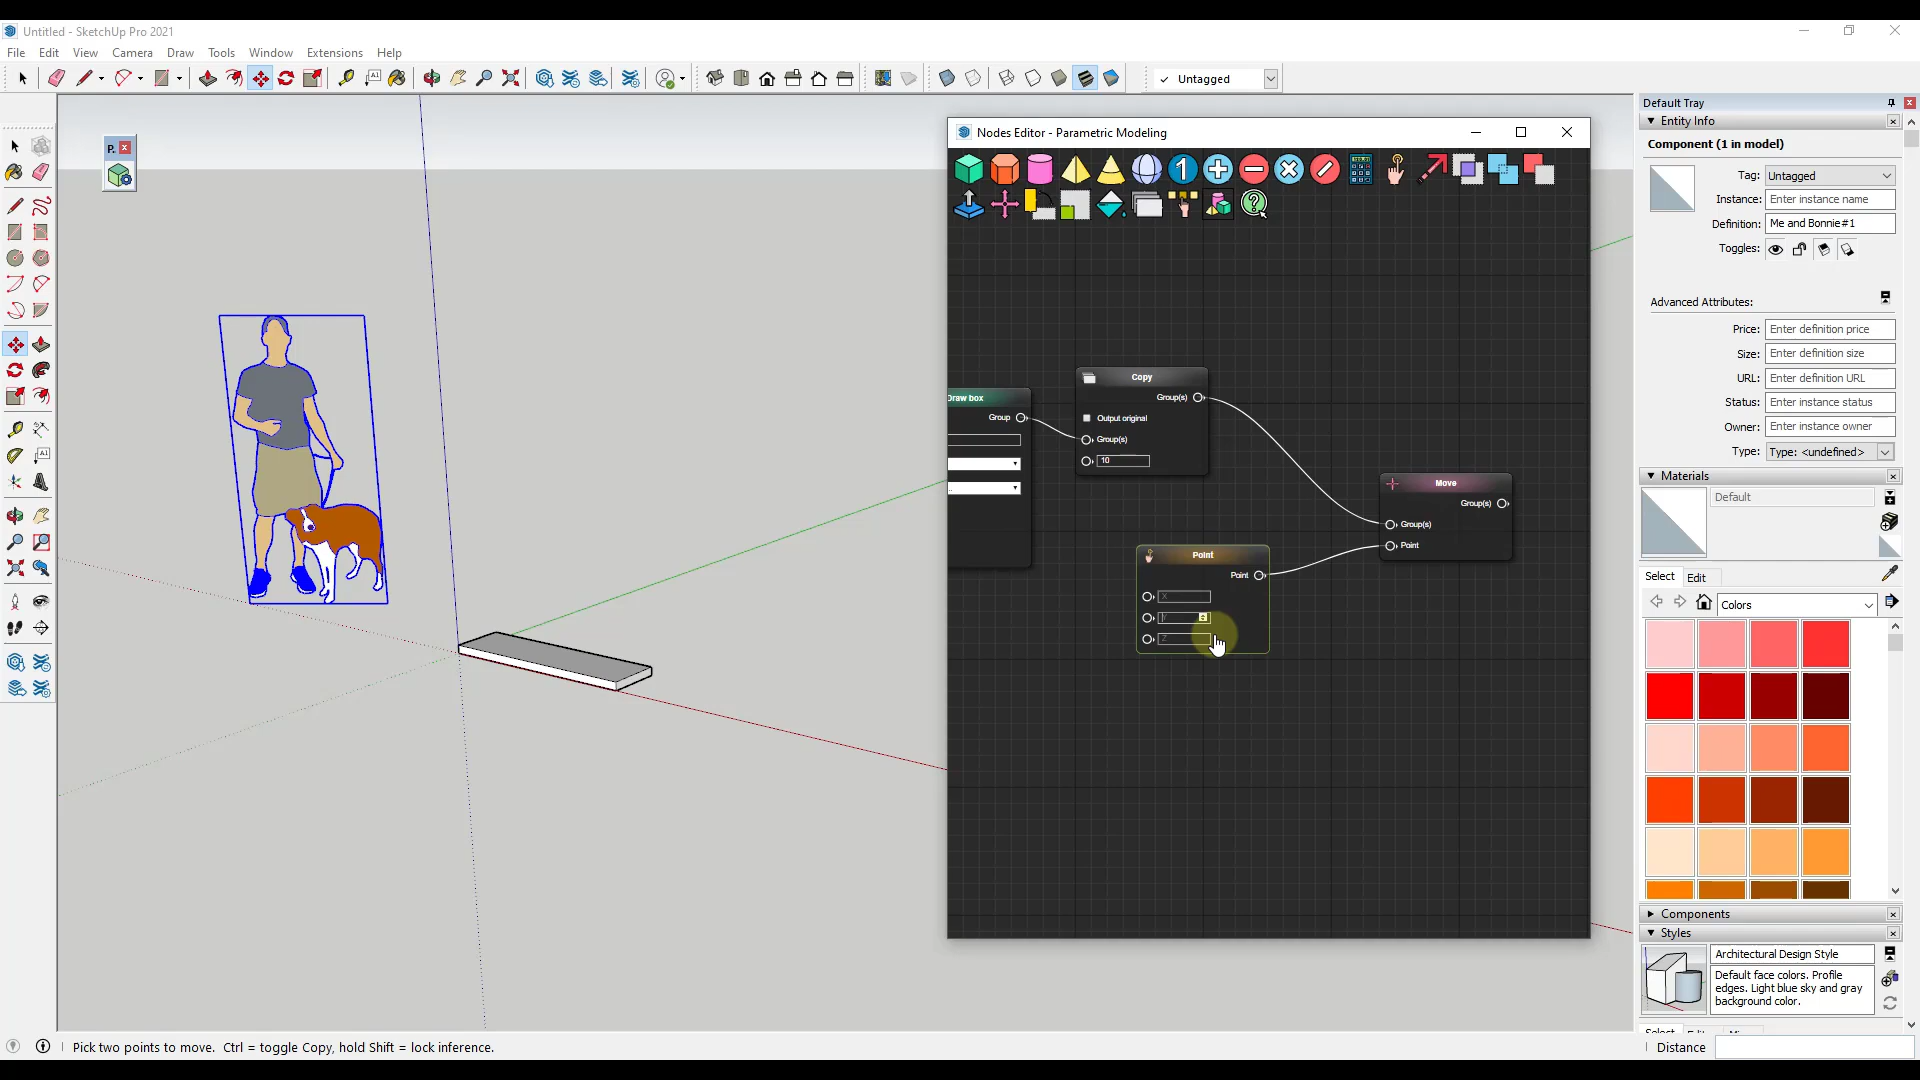 Untitled - SketchUp Pro 2021
File Edit View Camera Draw Tools Window Extensions Help
Untagged
P.
Nodes Editor - Parametric Modeling
Draw box
Group
Copy
Group(s)
Output original
Group(s)
10
Move
Group(s)
Group(s)
Point
Point
Point
X
Y
Z
Default Tray
Entity Info
Component (1 in model)
Tag: Untagged
Instance: Enter instance name
Definition: Me and Bonnie#1
Toggles:
Advanced Attributes:
Price: Enter definition price
Size: Enter definition size
URL: Enter definition URL
Status: Enter instance status
Owner: Enter instance owner
Type: Type: <undefined>
Materials
Default
Select Edit
Colors
Components
Styles
Architectural Design Style
Default face colors. Profile
edges. Light blue sky and gray
background color.
Pick two points to move. Ctrl = toggle Copy, hold Shift = lock inference.
Distance